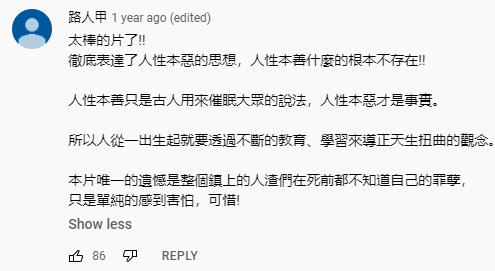 路人甲 1 year ago (edited)
太棒的片了!!
徹底表達了人性本惡的思想，人性本善什麼的根本不存在!!
人性本善只是古人用來催眠大眾的說法，人性本惡才是事實。
所以人從一出生起就要透過不斷的教育、學習來導正天生扭曲的觀念。
本片唯一的遺憾是整個鎮上的人渣們在死前都不知道自己的罪孽，
只是單純的感到害怕，可惜!
Show less
86 REPLY